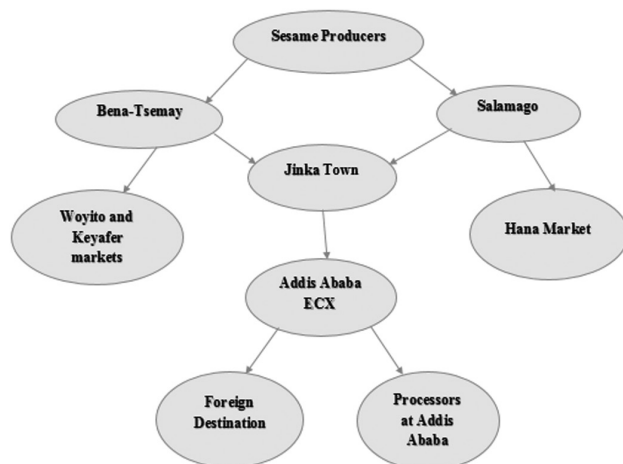 Sesame Producers
Bena-Tsemay
Salamago
Jinka Town
Woyito and
Keyafer
markets
Hana Market
Addis Ababa
ECX
Foreign
Destination
Processors
at Addis
Ababa